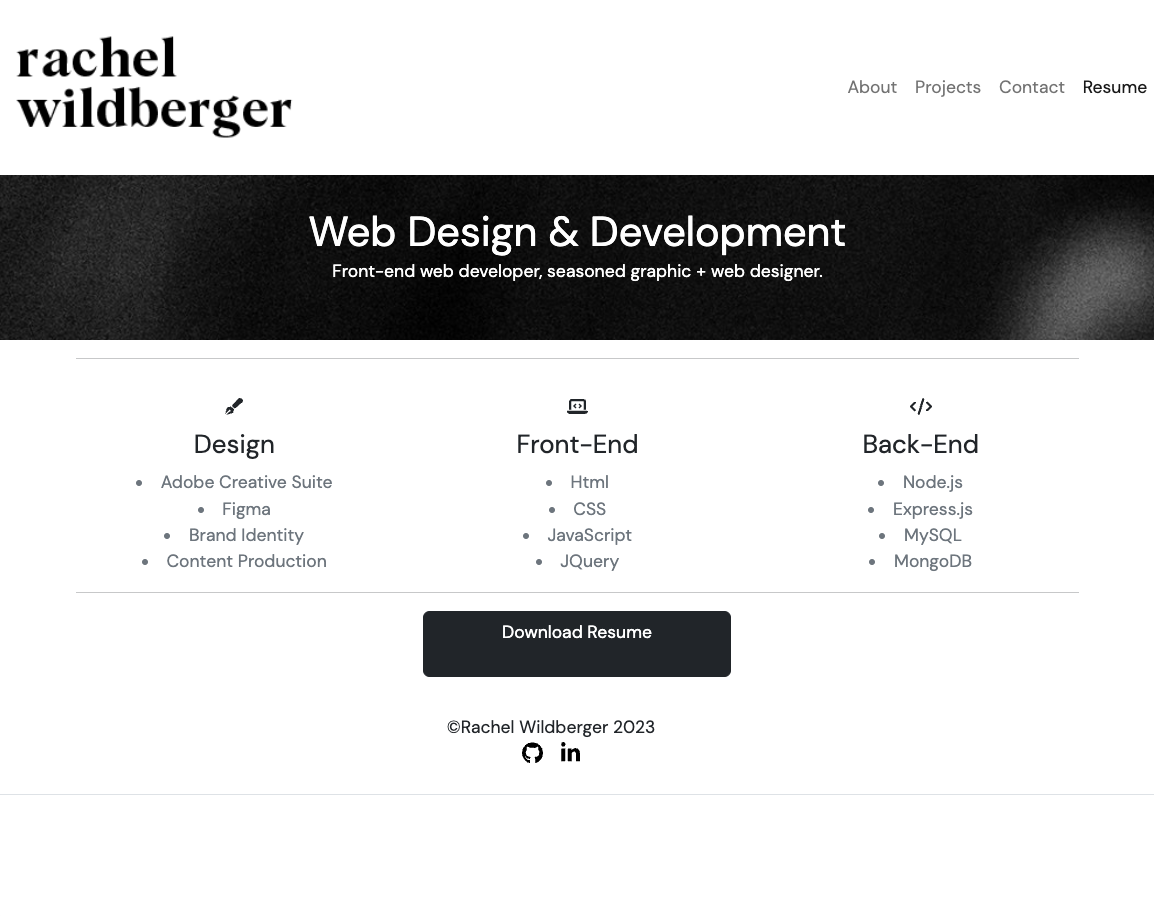 rachel
wildberger
About Projects Contact Resume
Web Design & Development
Front-end web developer, seasoned graphic + web designer.
Design
• Adobe Creative Suite
• Figma
• Brand Identity
• Content Production
Front-End
• Html
• CSS
• JavaScript
• JQuery
Back-End
• Node.js
• Express.js
• MySQL
• MongoDB
Download Resume
©Rachel Wildberger 2023